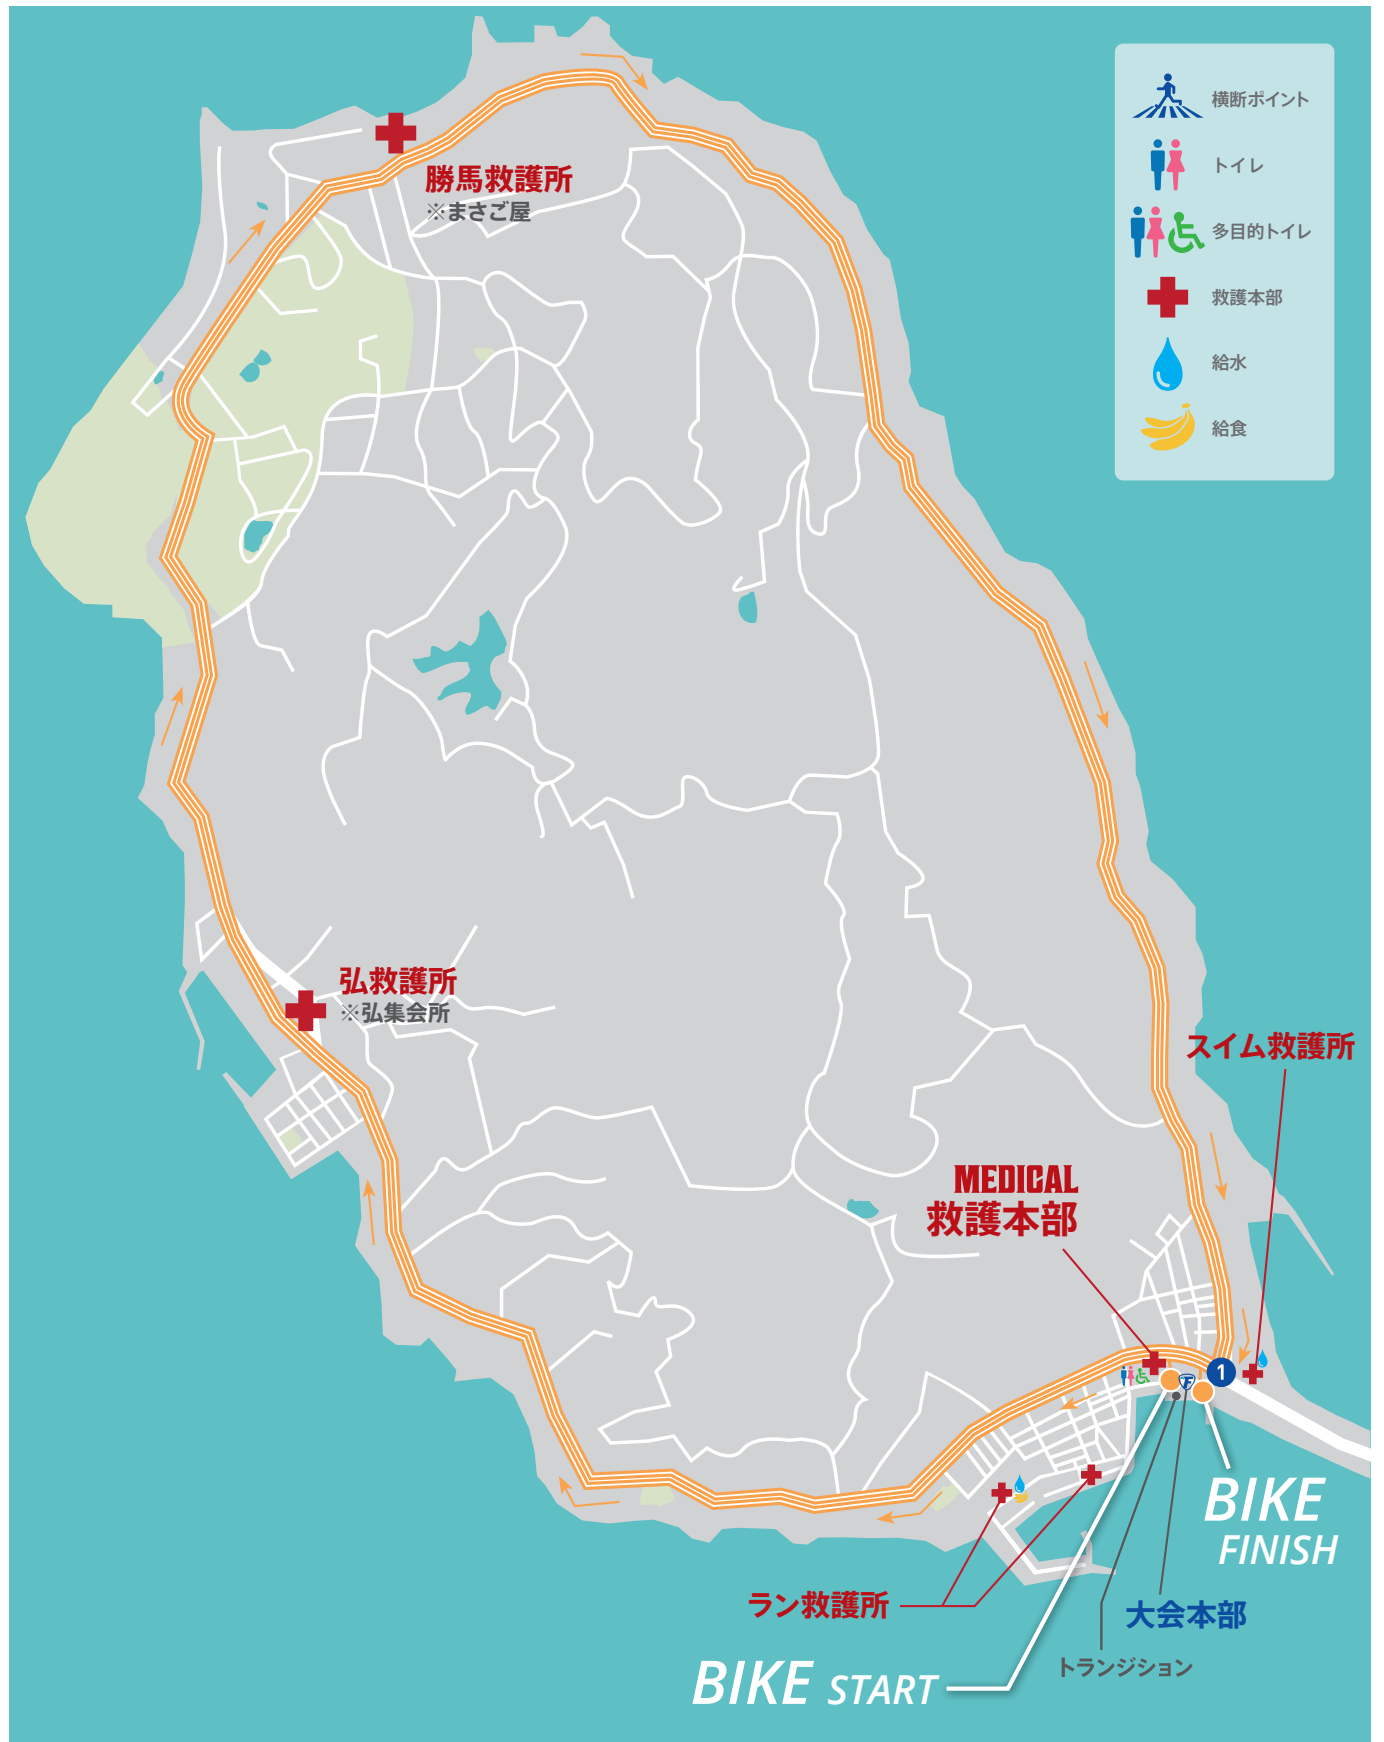 横断ポイント
トイレ
多目的トイレ
救護本部
給水
給食
勝馬救護所
※まさご屋
弘救護所
※弘集会所
スイム救護所
MEDICAL
救護本部
1
F
BIKE
FINISH
ラン救護所
大会本部
トランジション
BIKE START